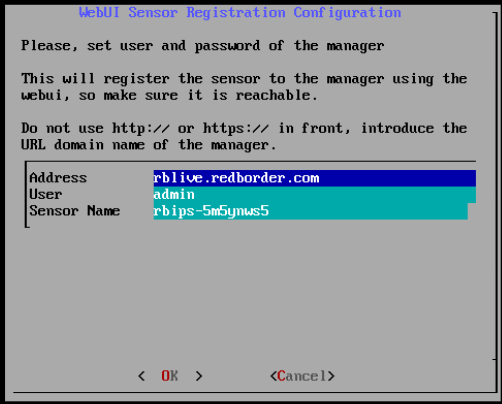 WebUI Sensor Registration Configuration
Please, set user and password of the manager
This will register the sensor to the manager using the
webui, so make sure it is reachable.
Do not use http:// or https:// in front, introduce the
URL domain name of the manager.
Address rblive.redborder.com
User admin
Sensor Name rbips-5m5ynws5
< OK > <Cancel>